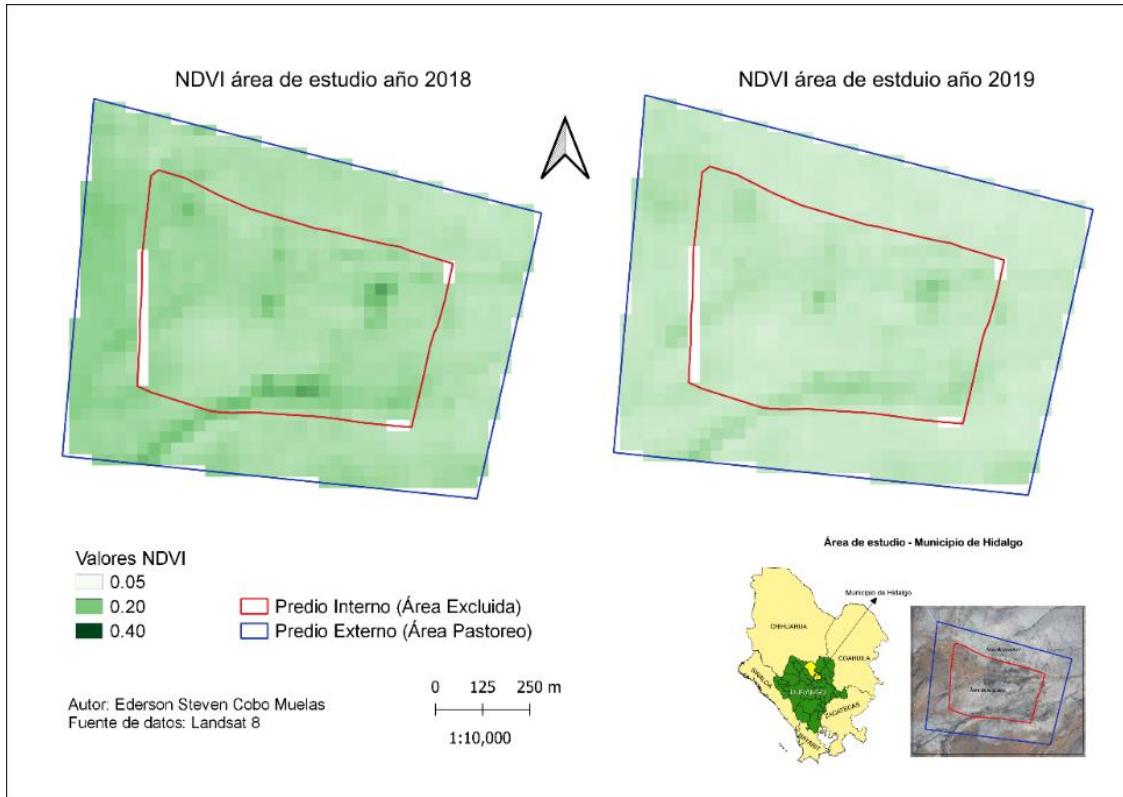 NDVI área de estudio año 2018
NDVI área de estduio año 2019
Valores NDVI
0.05
0.20
0.40
Predio Interno (Área Excluida)
Predio Externo (Área Pastoreo)
Autor: Ederson Steven Cobo Muelas
Fuente de datos: Landsat 8
0 125 250 m
1:10,000
Área de estudio - Municipio de Hidalgo
Municipio de Hidalgo
CHIHUAHUA
COAHUILA
SINALOA
DURANGO
ZACATECAS
NAYARIT